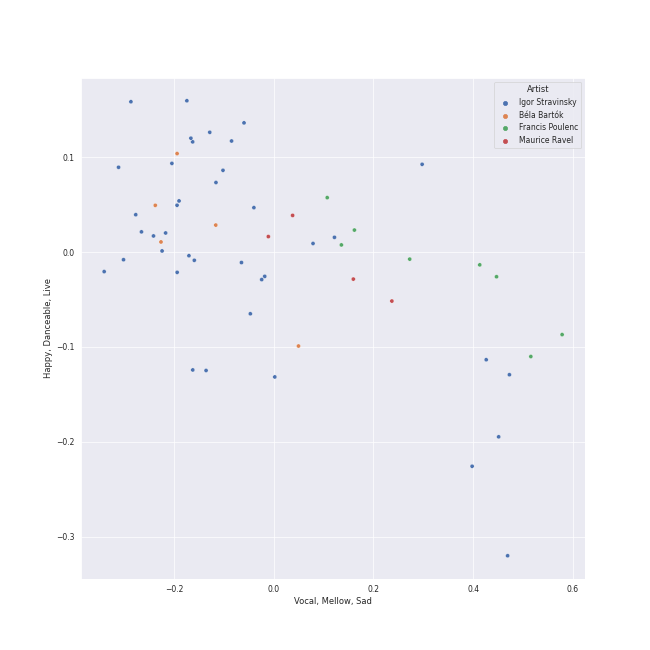 Artist
Igor Stravinsky
Béla Bartók
Francis Poulenc
Maurice Ravel
0.1
0.0
−0.1
−0.2
−0.3
Happy, Danceable, Live
−0.2 0.0 0.2 0.4 0.6
Vocal, Mellow, Sad